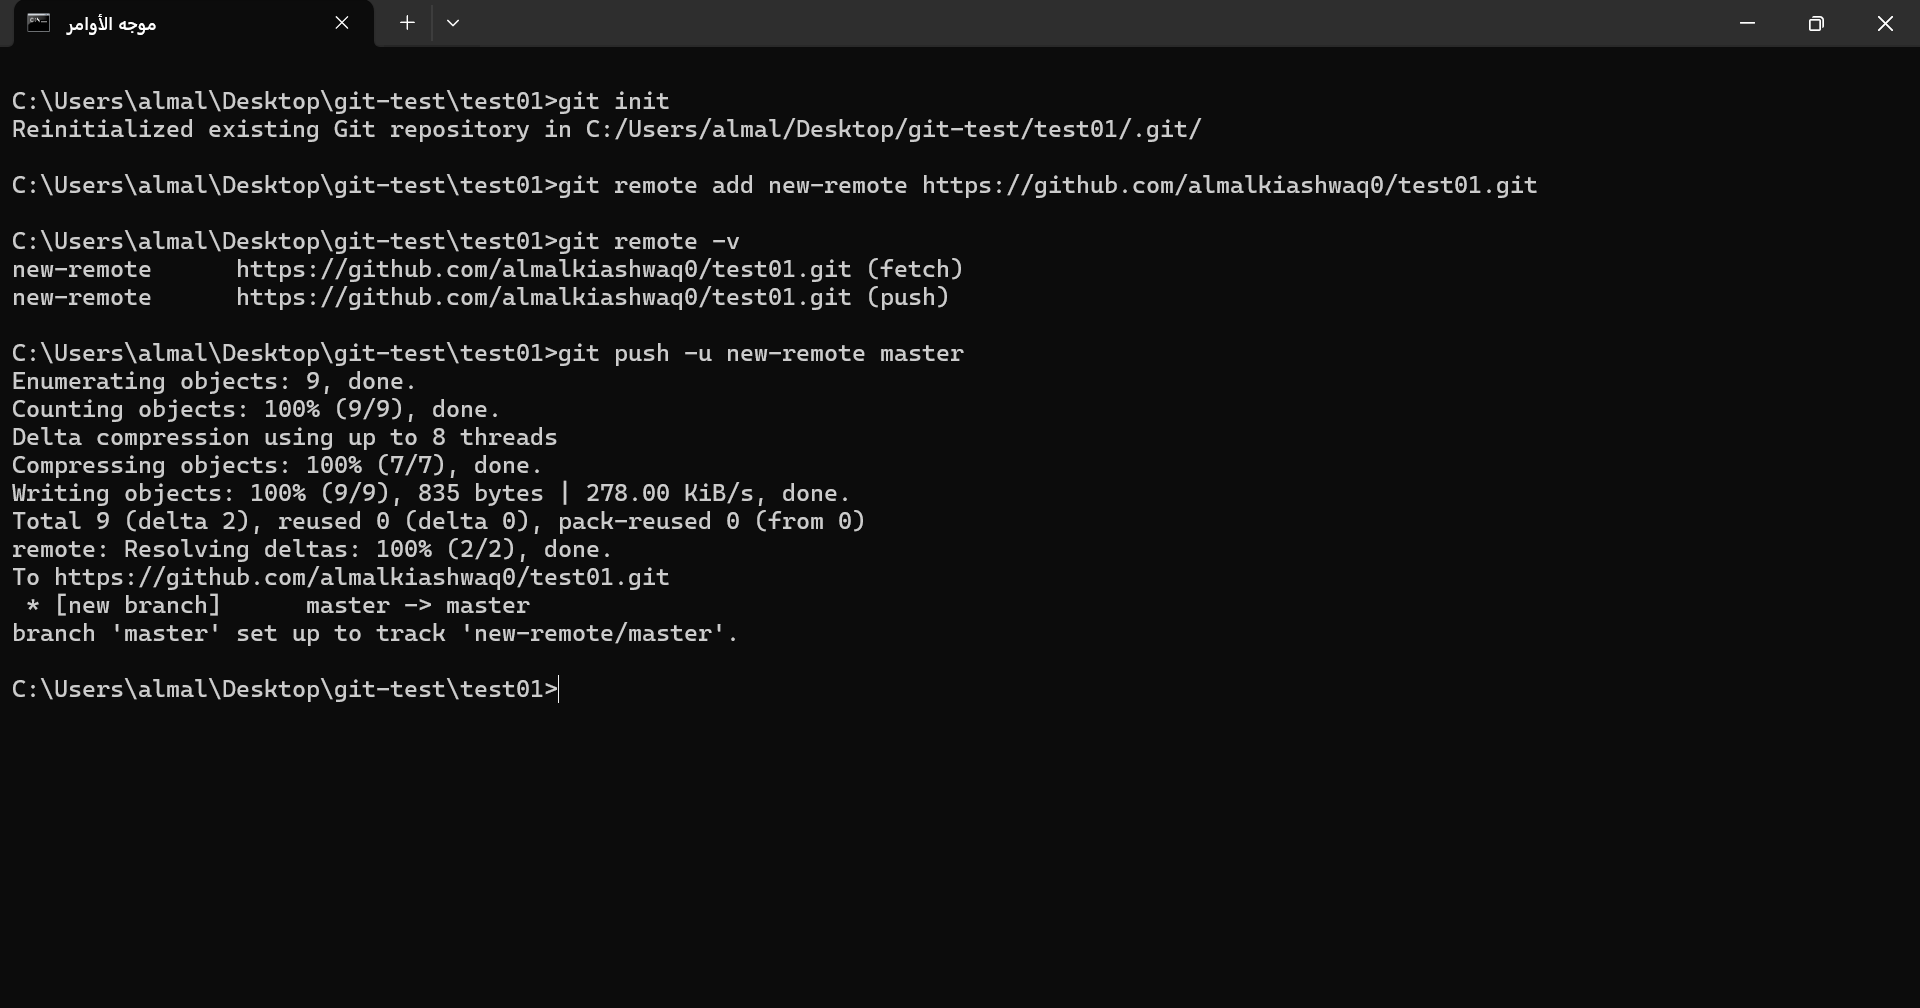 موجه الأوامر
C:\Users\almal\Desktop\git-test\test01>git init
Reinitialized existing Git repository in C:/Users/almal/Desktop/git-test/test01/.git/
C:\Users\almal\Desktop\git-test\test01>git remote add new-remote https://github.com/almalkiashwaq0/test01.git
C:\Users\almal\Desktop\git-test\test01>git remote -v
new-remote      https://github.com/almalkiashwaq0/test01.git (fetch)
new-remote      https://github.com/almalkiashwaq0/test01.git (push)
C:\Users\almal\Desktop\git-test\test01>git push -u new-remote master
Enumerating objects: 9, done.
Counting objects: 100% (9/9), done.
Delta compression using up to 8 threads
Compressing objects: 100% (7/7), done.
Writing objects: 100% (9/9), 835 bytes | 278.00 KiB/s, done.
Total 9 (delta 2), reused 0 (delta 0), pack-reused 0 (from 0)
remote: Resolving deltas: 100% (2/2), done.
To https://github.com/almalkiashwaq0/test01.git
 * [new branch]      master -> master
branch 'master' set up to track 'new-remote/master'.
C:\Users\almal\Desktop\git-test\test01>